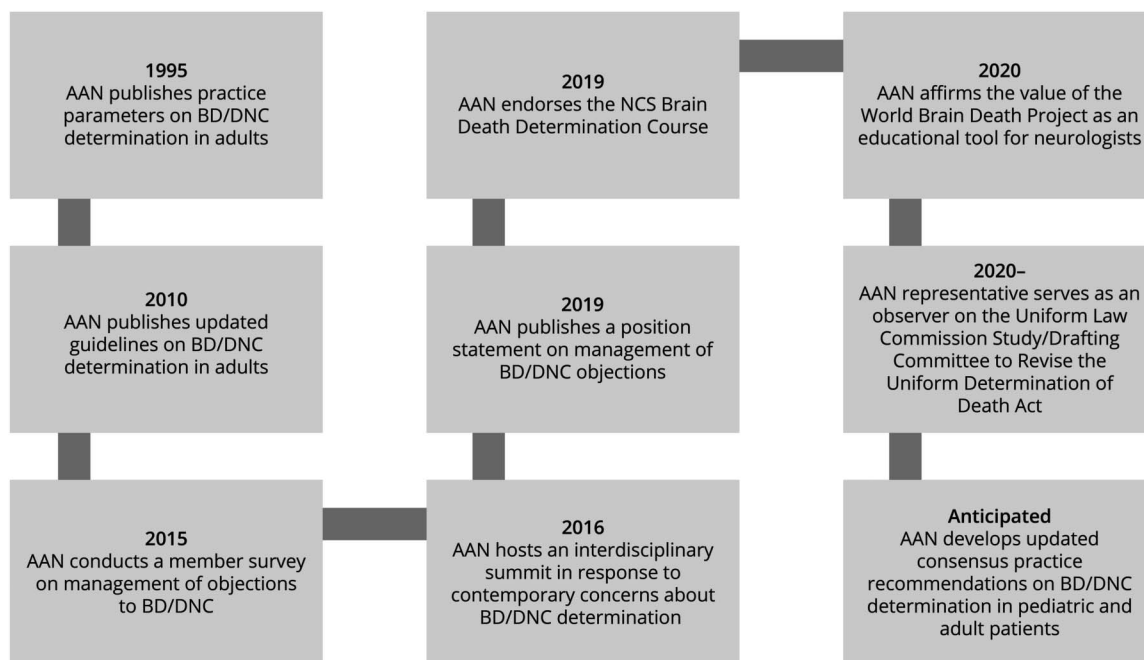 1995
AAN publishes practice
parameters on BD/DNC
determination in adults
2010
AAN publishes updated
guidelines on BD/DNC
determination in adults
2015
AAN conducts a member survey
on management of objections
to BD/DNC
2016
AAN hosts an interdisciplinary
summit in response to
contemporary concerns about
BD/DNC determination
2019
AAN publishes a position
statement on management of
BD/DNC objections
2019
AAN endorses the NCS Brain
Death Determination Course
2020
AAN affirms the value of the
World Brain Death Project as an
educational tool for neurologists
2020–
AAN representative serves as an
observer on the Uniform Law
Commission Study/Drafting
Committee to Revise the
Uniform Determination of
Death Act
Anticipated
AAN develops updated
consensus practice
recommendations on BD/DNC
determination in pediatric and
adult patients